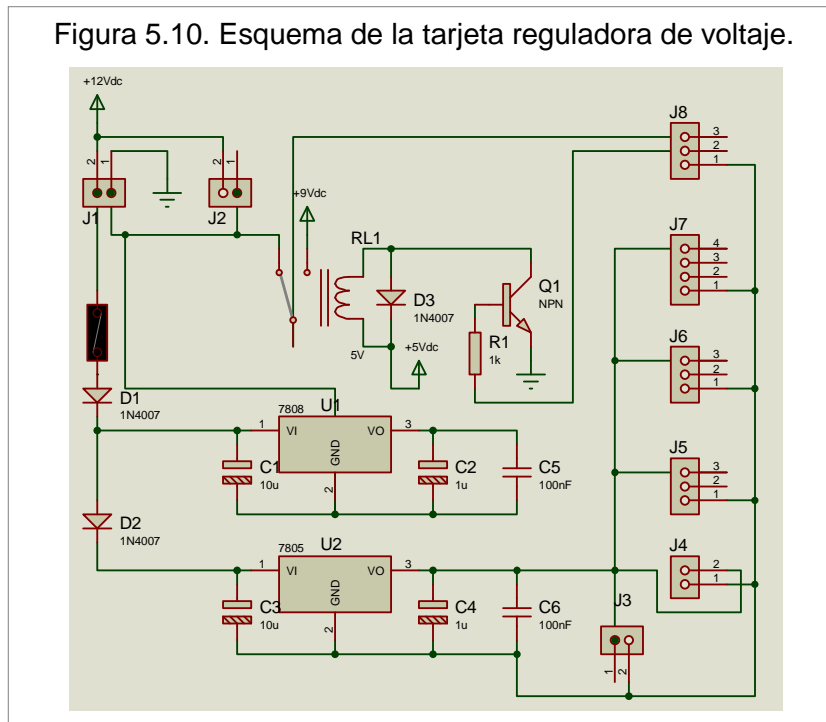 Figura 5.10. Esquema de la tarjeta reguladora de voltaje.
+12Vdc
J8
3
2
1
2
1
2
1
J1
J2
+9Vdc
RL1
J7
4
3
2
1
D3
1N4007
Q1
NPN
5V
+5Vdc
R1
1k
J6
3
2
1
D1
1N4007
U1
7808
1
VI
VO
3
GND
2
C1
10u
C2
1u
C5
100nF
J5
3
2
1
D2
1N4007
U2
7805
1
VI
VO
3
GND
2
C3
10u
C4
1u
C6
100nF
J4
2
1
J3
1
2